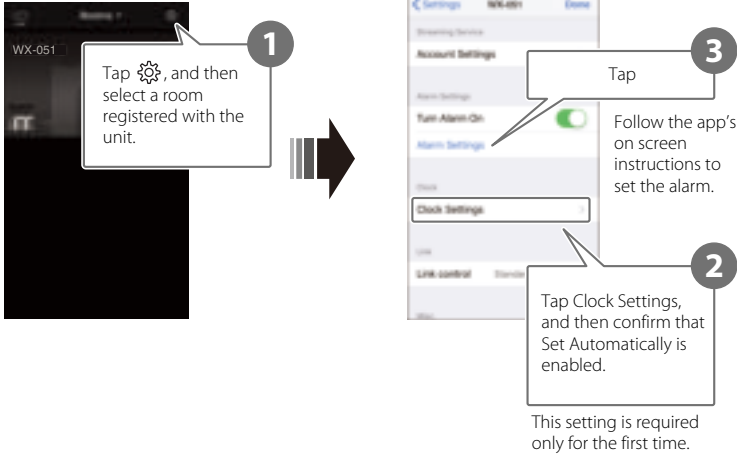 Rooms
WX-051
1
Tap , and then
select a room
registered with the
unit.
Settings WX-051 Done
Streaming Service
Account Settings
Alarm Settings
Turn Alarm On
Alarm Settings
Clock
Clock Settings
Link
Link control
3
Tap
Follow the app's
on screen
instructions to
set the alarm.
2
Tap Clock Settings,
and then confirm that
Set Automatically is
enabled.
This setting is required
only for the first time.